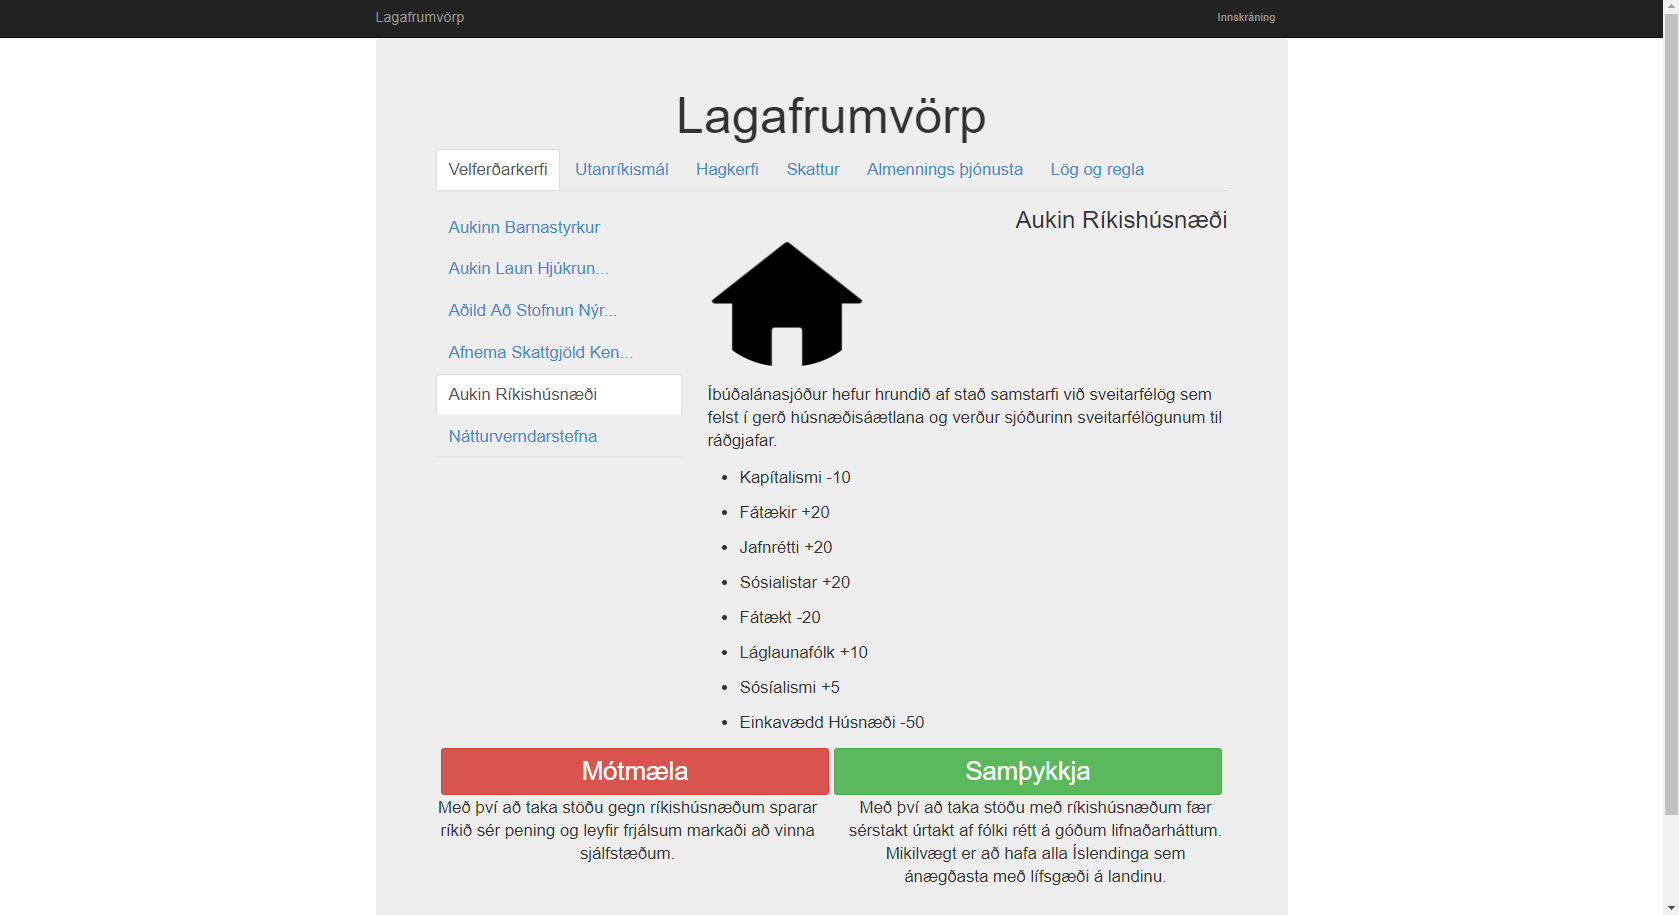 Lagafrumvörp
Innskráning
Lagafrumvörp
Velferðarkerfi
Utanríkismál
Hagkerfi
Skattur
Almennings þjónusta
Lög og regla
Aukinn Barnastyrkur
Aukin Laun Hjúkrun...
Aðild Að Stofnun Nýr...
Afnema Skattgjöld Ken...
Aukin Ríkishúsnæði
Nátturverndarstefna
Aukin Ríkishúsnæði
Íbúðalánasjóður hefur hrundið af stað samstarfi við sveitarfélög sem
felst í gerð húsnæðisáætlana og verður sjóðurinn sveitarfélögunum til
ráðgjafar.
• Kapítalismi -10
• Fátækir +20
• Jafnrétti +20
• Sósialistar +20
• Fátækt -20
• Láglaunafólk +10
• Sósíalismi +5
• Einkavædd Húsnæði -50
Mótmæla
Með því að taka stöðu gegn ríkishúsnæðum sparar
ríkið sér pening og leyfir frjálsum markaði að vinna
sjálfstæðum.
Samþykkja
Með því að taka stöðu með ríkishúsnæðum fær
sérstakt úrtakt af fólki rétt á góðum lifnaðarháttum.
Mikilvægt er að hafa alla Íslendinga sem
ánægðasta með lífsgæði á landinu.